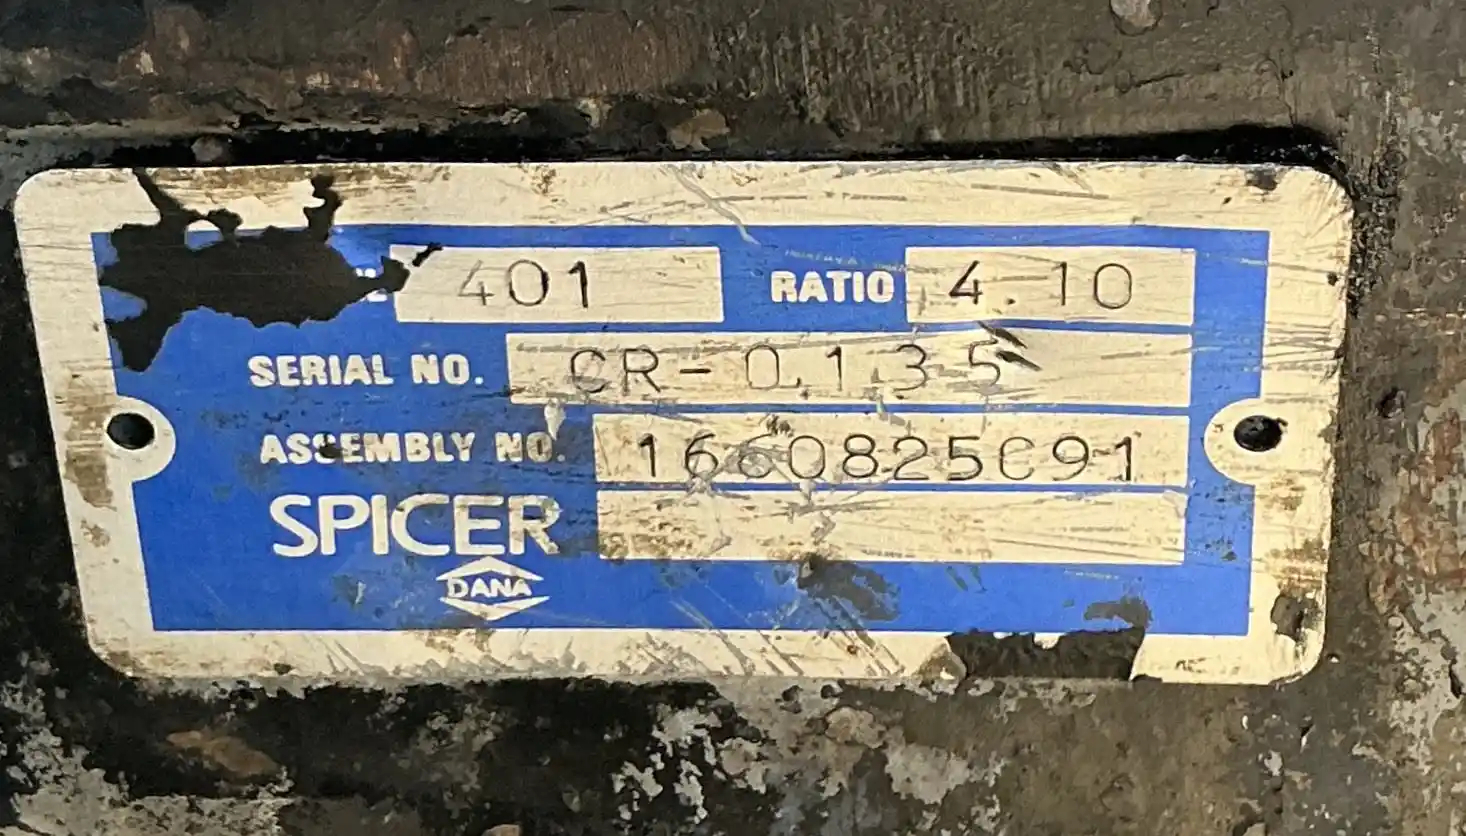 401 RATIO 4.10
SERIAL NO. CR-0135
ASSEMBLY NO. 1660825C91
SPICER
DANA